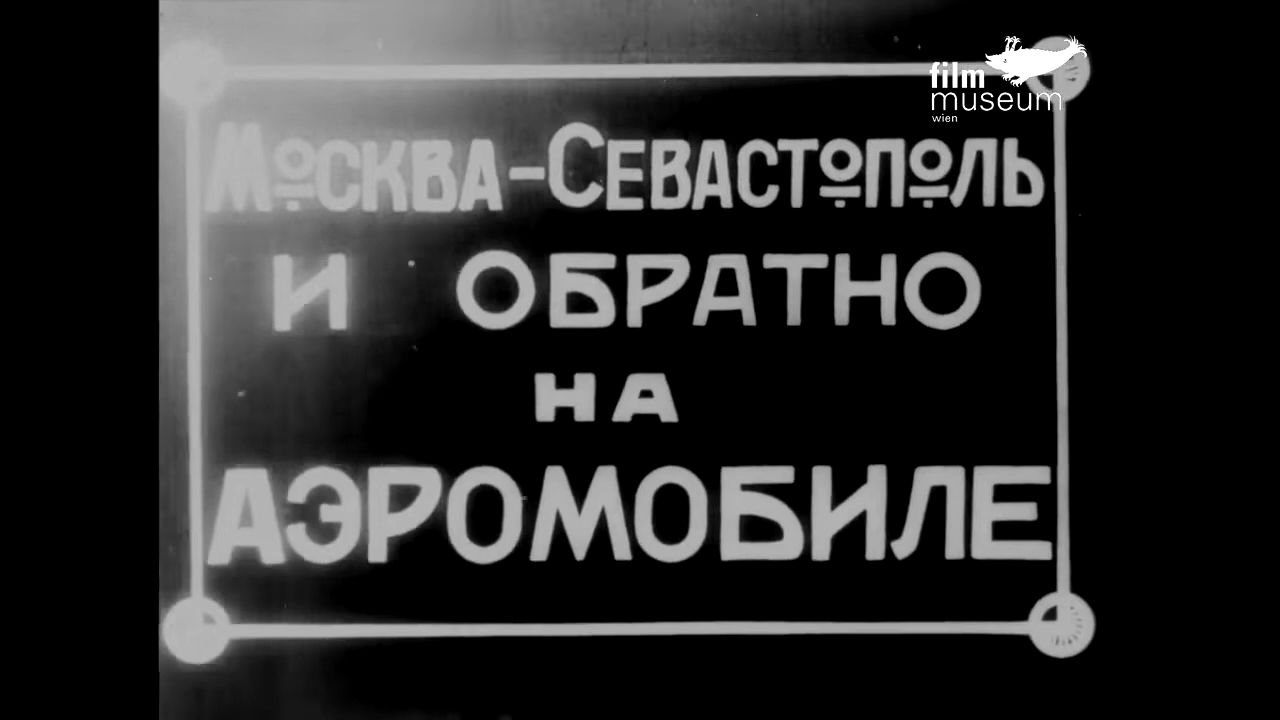 film
museum
wien
МОСКВА-СЕВАСТОПОЛЬ
И ОБРАТНО
НА
АЭРОМОБИЛЕ